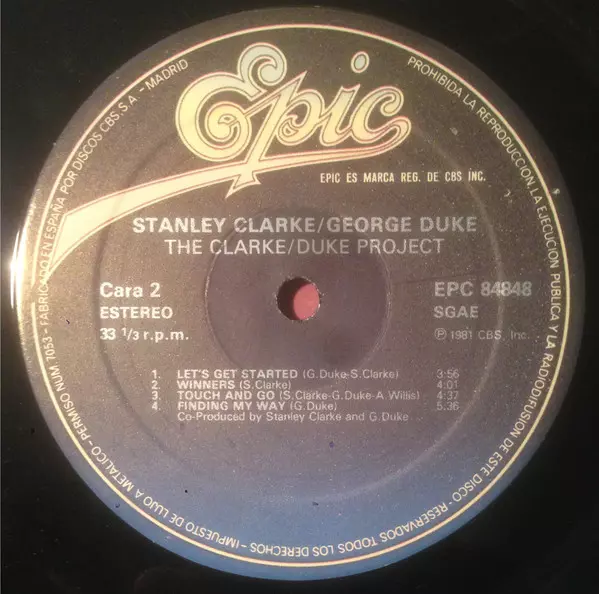 Epic
EPIC ES MARCA REG. DE CBS INC.
STANLEY CLARKE/GEORGE DUKE
THE CLARKE/DUKE PROJECT
Cara 2
EPC 84848
ESTEREO
SGAE
33 1/3 r.p.m.
℗ 1981 CBS, Inc.
1. LET'S GET STARTED (G.Duke-S.Clarke) 3:56
2. WINNERS (S.Clarke) 4:01
3. TOUCH AND GO (S.Clarke-G.Duke-A.Willis) 4:37
4. FINDING MY WAY (G.Duke) 5:36
Co-Produced by Stanley Clarke and G.Duke
PERMISO NUM 7053 - FABRICADO EN ESPAÑA POR DISCOS CBS, S.A. - MADRID
PROHIBIDA LA REPRODUCCION, LA EJECUCION PUBLICA Y LA RADIODIFUSION DE ESTE DISCO - RESERVADOS TODOS LOS DERECHOS - IMPUESTO DE LUJO A METALICO -